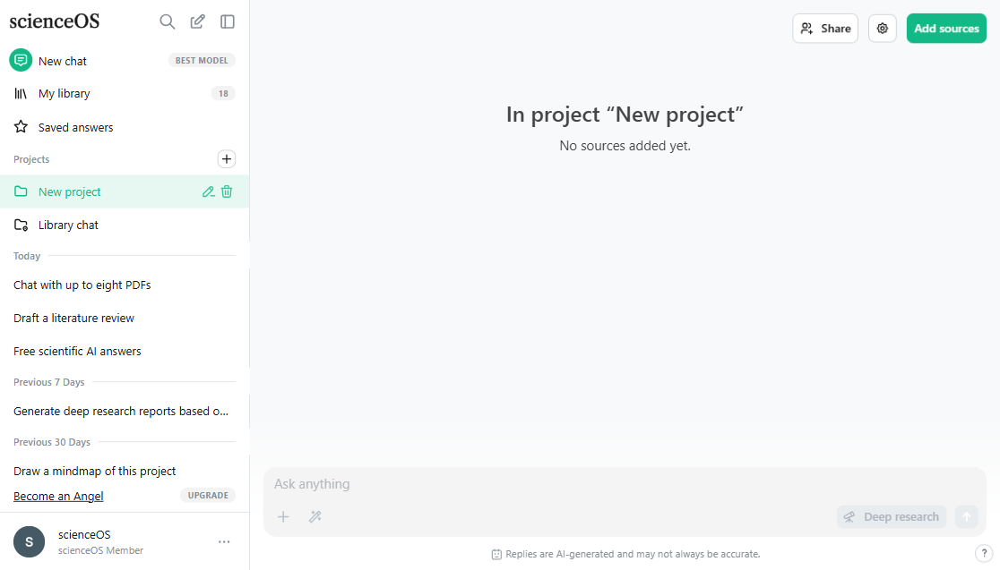 scienceOS
New chat
BEST MODEL
My library
18
Saved answers
Projects
New project
Library chat
Today
Chat with up to eight PDFs
Draft a literature review
Free scientific AI answers
Previous 7 Days
Generate deep research reports based o...
Previous 30 Days
Draw a mindmap of this project
Become an Angel
UPGRADE
S
scienceOS
scienceOS Member
Share
Add sources
In project “New project”
No sources added yet.
Ask anything
Deep research
Replies are AI-generated and may not always be accurate.
?